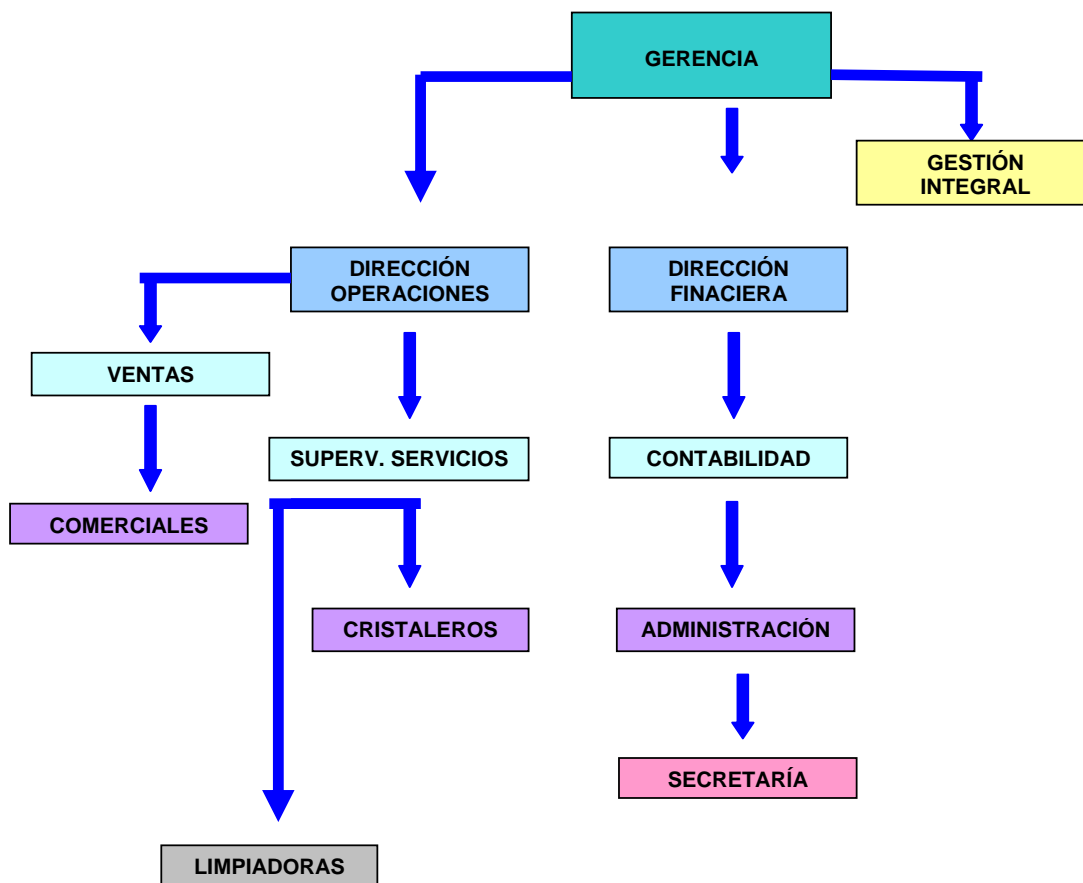 GERENCIA
GESTIÓN
INTEGRAL
DIRECCIÓN
OPERACIONES
DIRECCIÓN
FINACIERA
VENTAS
SUPERV. SERVICIOS
CONTABILIDAD
COMERCIALES
CRISTALEROS
ADMINISTRACIÓN
SECRETARÍA
LIMPIADORAS